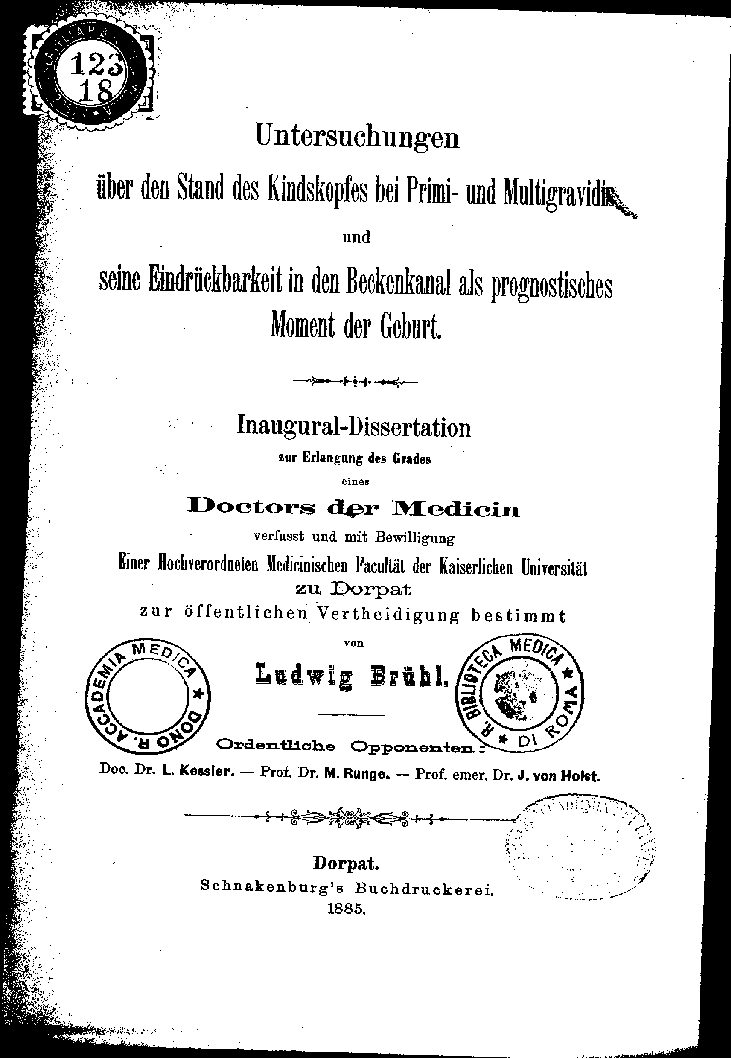 123
18
Untersuchungen
über den Stand des Kindskopfes bei Primi- und Multigravidis
und
seine Eindrückbarkeit in den Beckenkanal als prognostisches
Moment der Geburt.
Inaugural-Dissertation
zur Erlangung des Grades
eines
Doctors der Medicin
verfasst und mit Bewilligung
Einer Hochverordneten Medicinischen Facultät der Kaiserlichen Universität
zu Dorpat
zur öffentlichen Vertheidigung bestimmt
von
Ludwig Brühl.
ACCADEMIA MEDICA ★ DONO R.
R. BIBLIOTECA MEDICA ★ DI ROMA ★
Ordentliche Opponenten:
Doc. Dr. L. Kessler. — Prof. Dr. M. Runge. — Prof. emer. Dr. J. von Holst.
Dorpat.
Schnakenburg's Buchdruckerei.
1885.